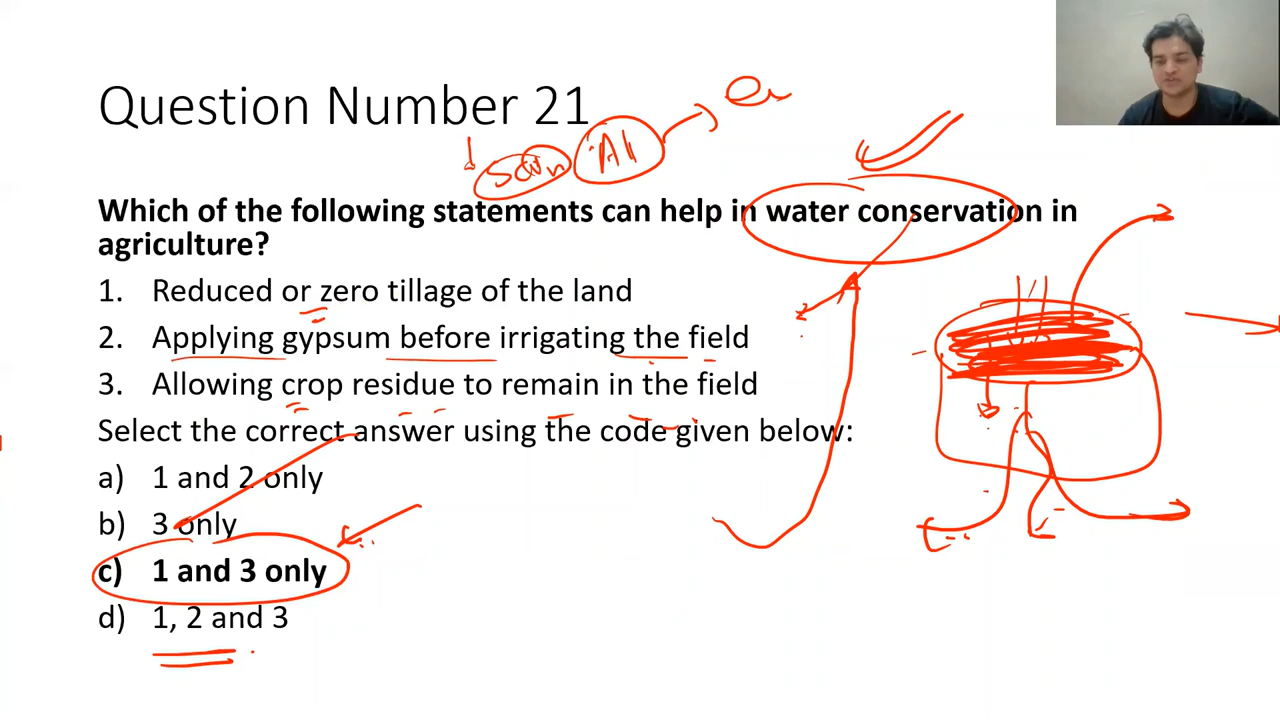 Question Number 21
Which of the following statements can help in water conservation in
agriculture?
1. Reduced or zero tillage of the land
2. Applying gypsum before irrigating the field
3. Allowing crop residue to remain in the field
Select the correct answer using the code given below:
a) 1 and 2 only
b) 3 only
c) 1 and 3 only
d) 1, 2 and 3